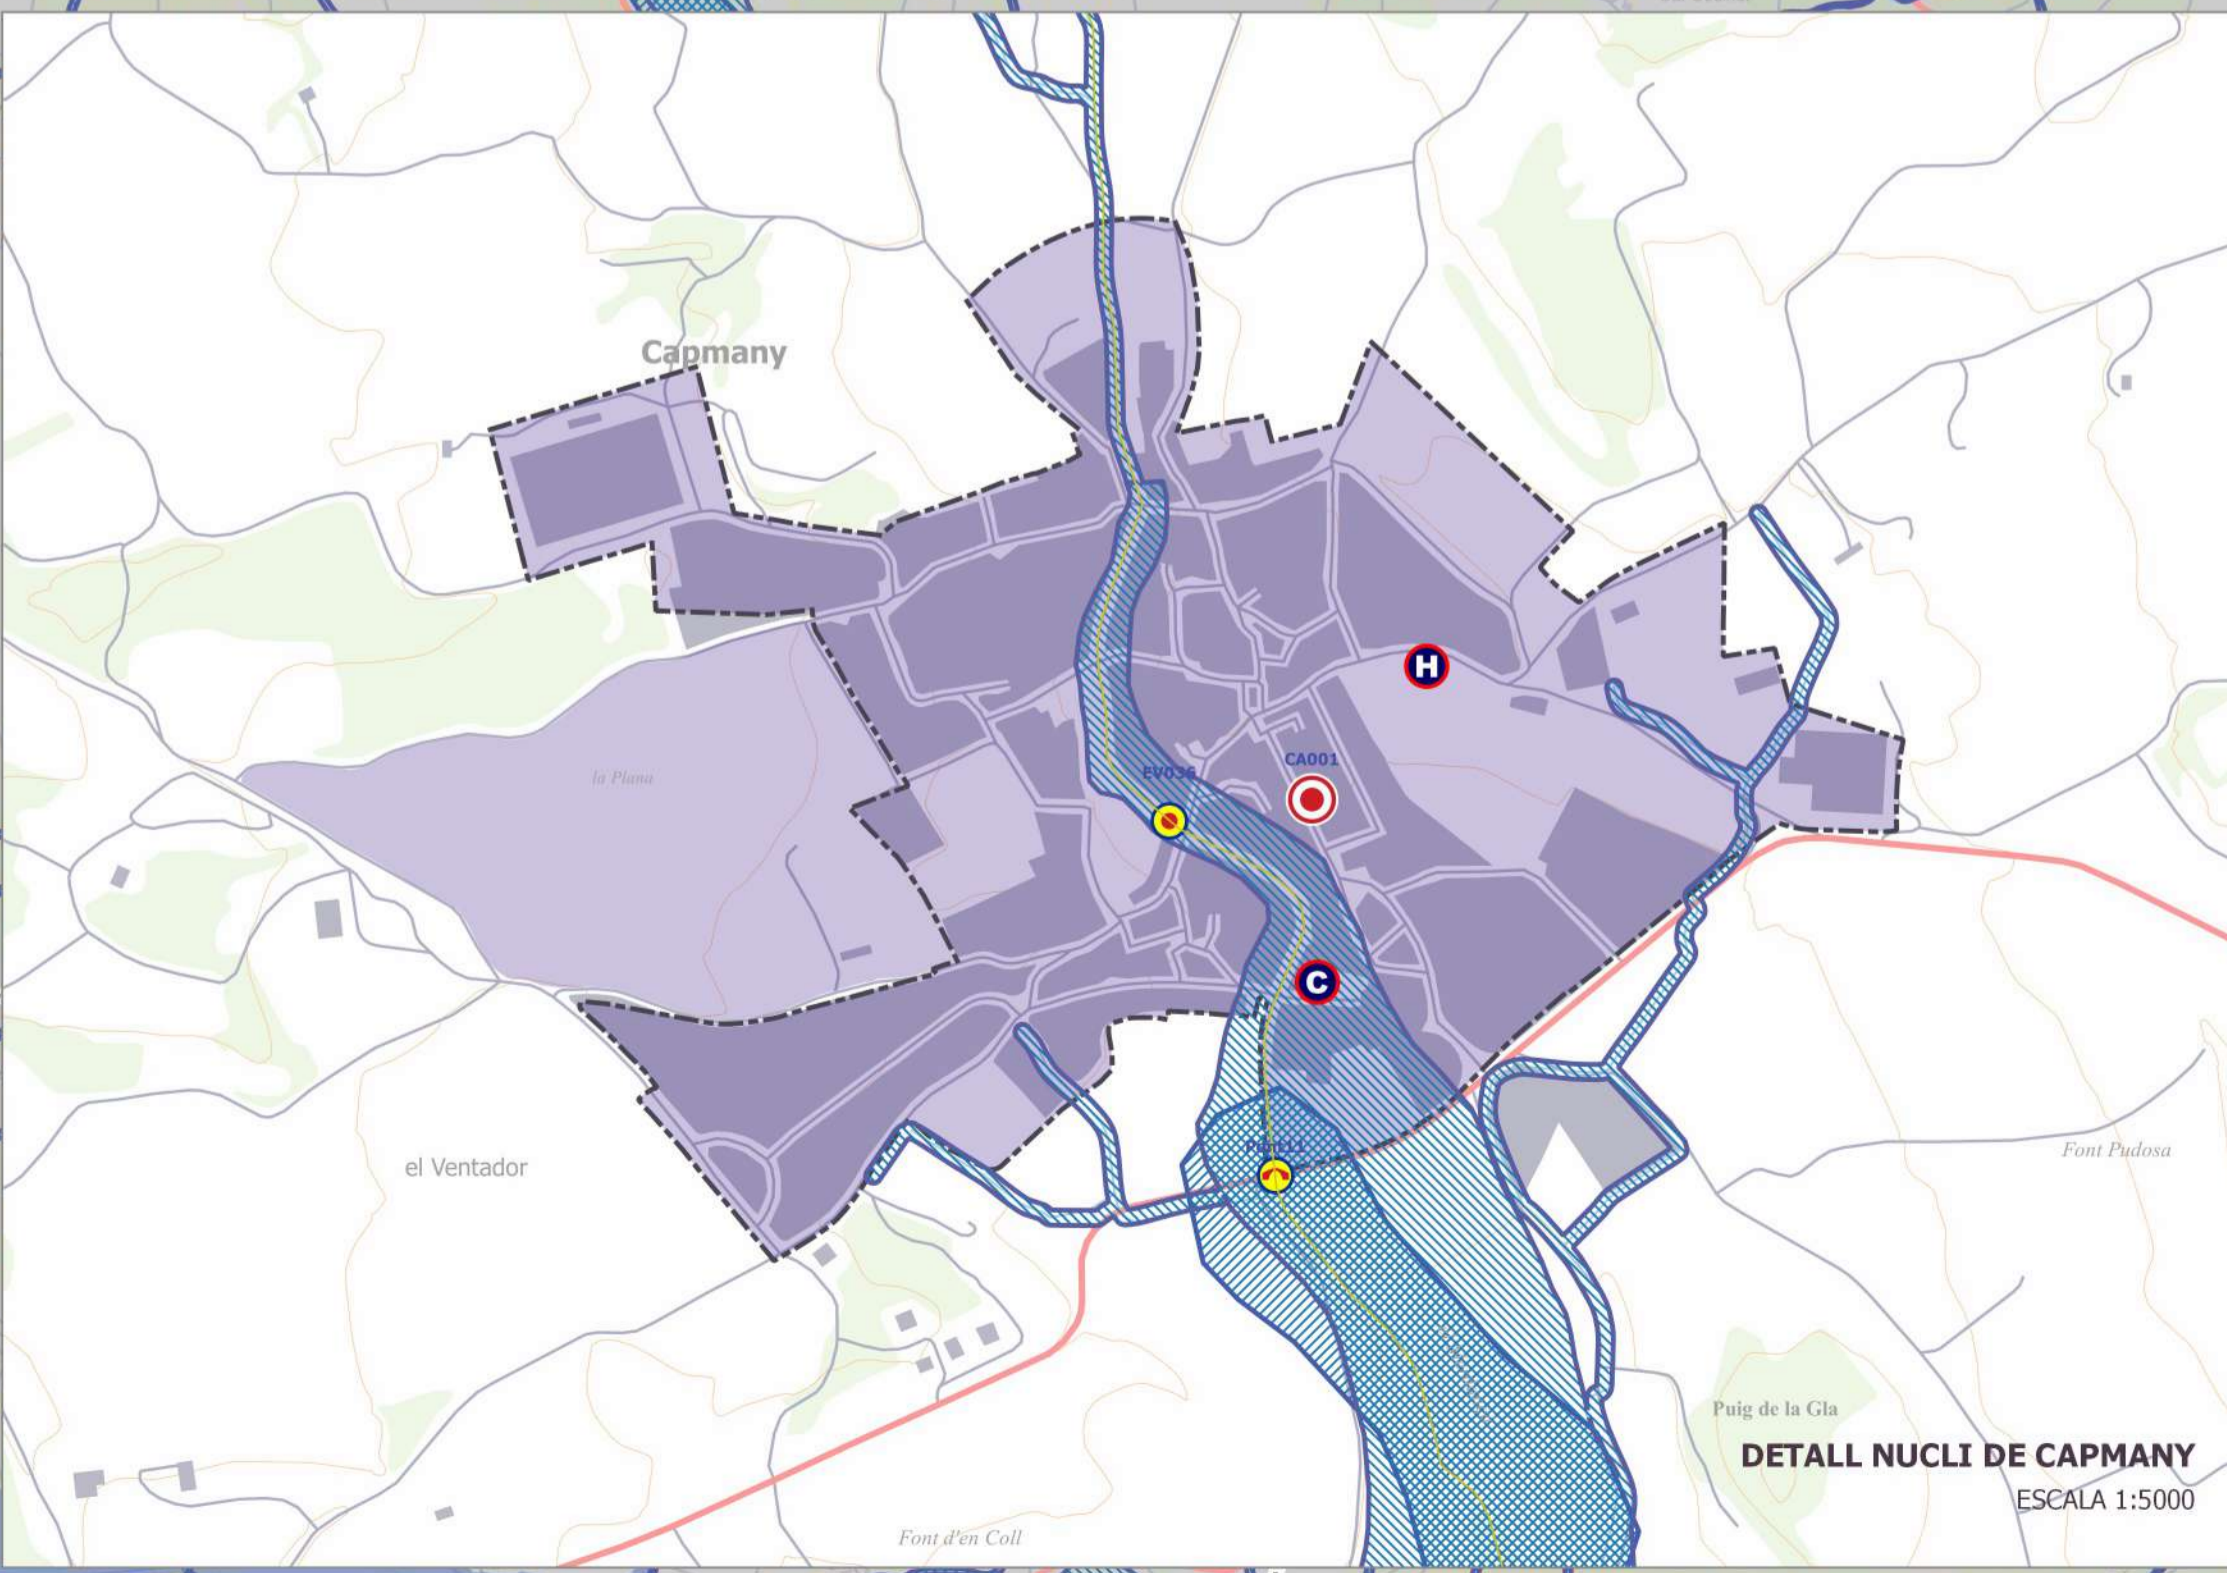 Capmany
H
la Plana
CA001
EV036
C
el Ventador
Font Pudosa
Puig de la Gla
DETALL NUCLI DE CAPMANY
ESCALA 1:5000
Font d'en Coll